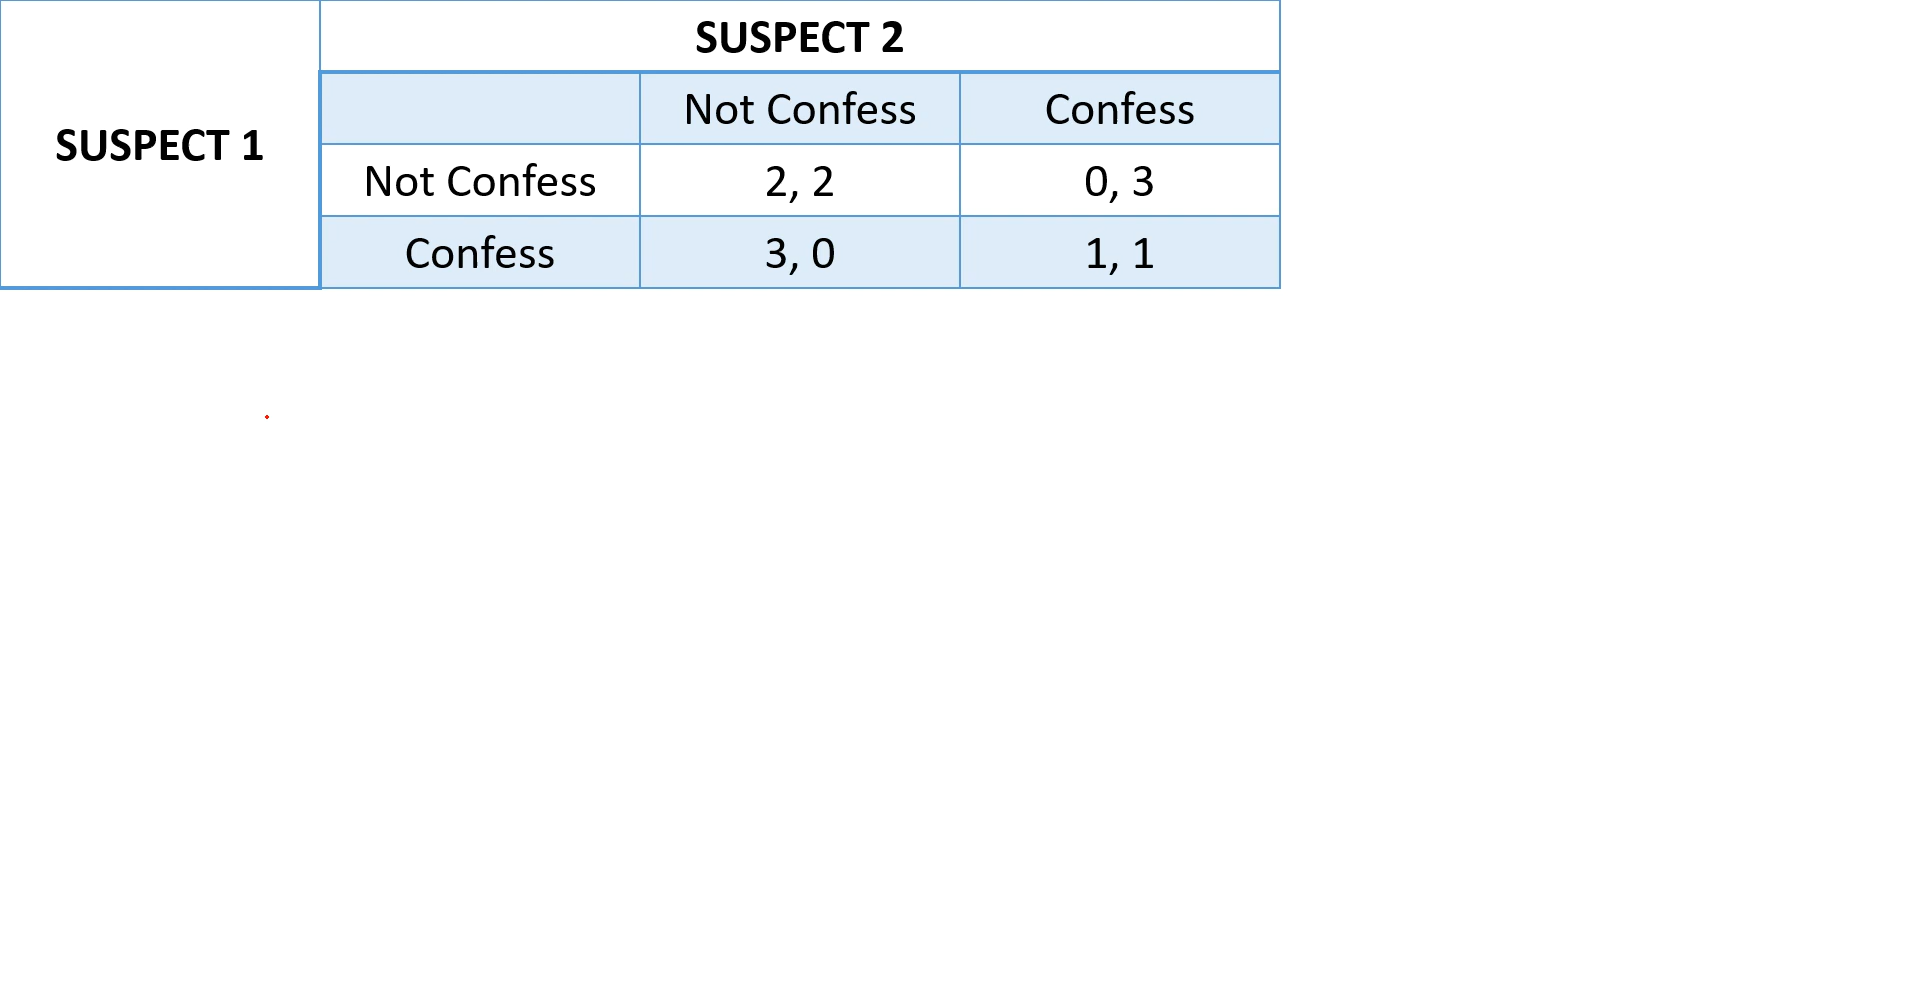 SUSPECT 2
SUSPECT 1
Not Confess Confess
Not Confess 2, 2 0, 3
Confess 3, 0 1, 1